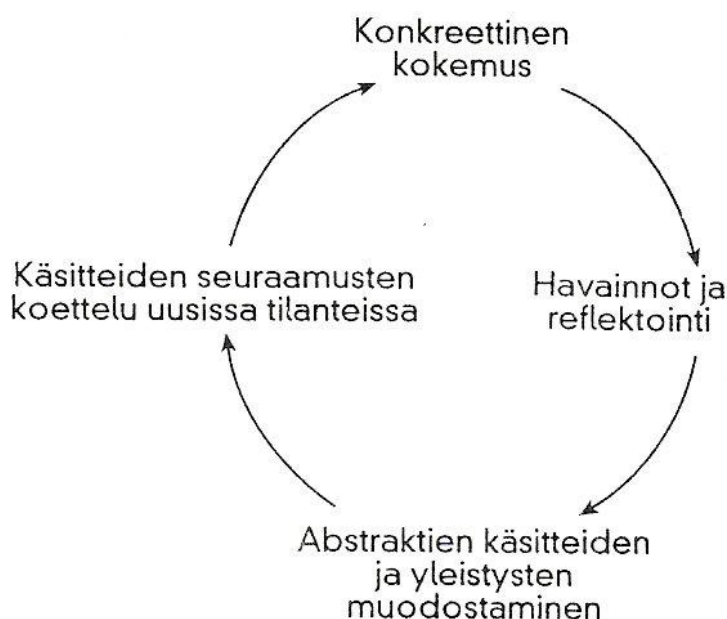 Konkreettinen
kokemus
Käsitteiden seuraamusten
koettelu uusissa tilanteissa
Havainnot ja
reflektointi
Abstraktien käsitteiden
ja yleistysten
muodostaminen